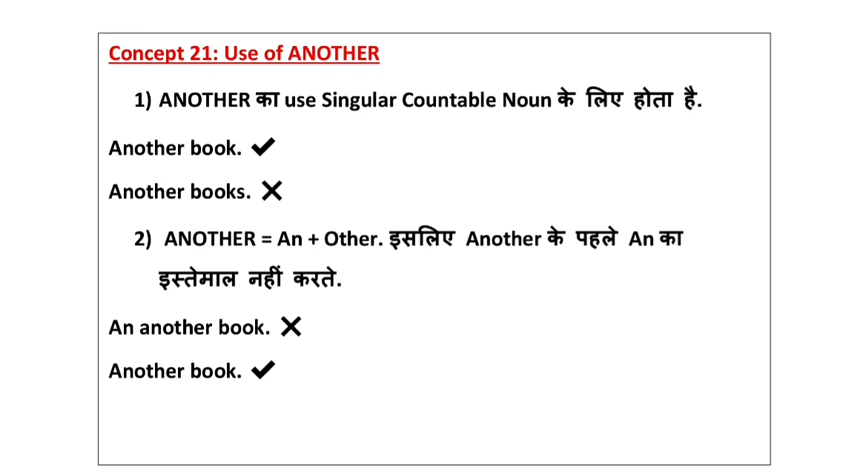 Concept 21: Use of ANOTHER
1) ANOTHER का use Singular Countable Noun के लिए होता है.
Another book. ✔
Another books. ✕
2) ANOTHER = An + Other. इसलिए Another के पहले An का
इस्तेमाल नहीं करते.
An another book. ✕
Another book. ✔